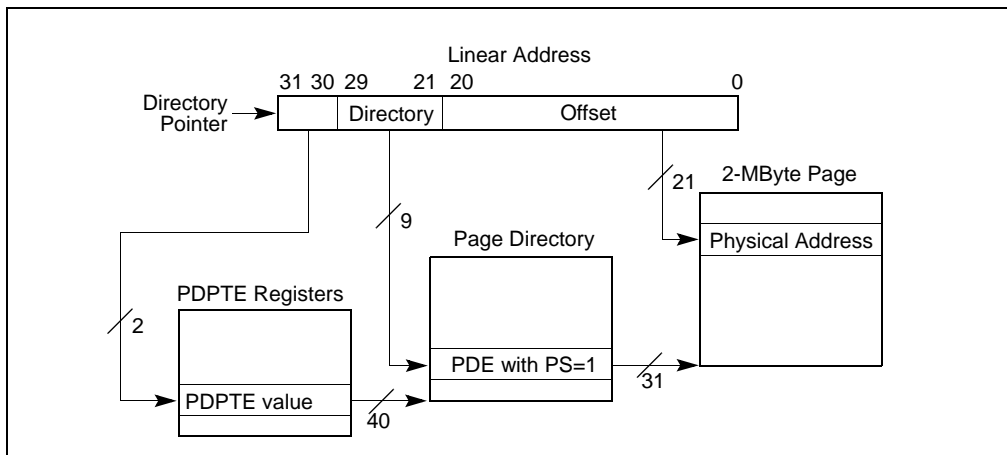 Linear Address
31 30 29 21 20 0
Directory
Pointer
Directory
Offset
21
2-MByte Page
Physical Address
9
Page Directory
PDE with PS=1
31
2
PDPTE Registers
PDPTE value
40